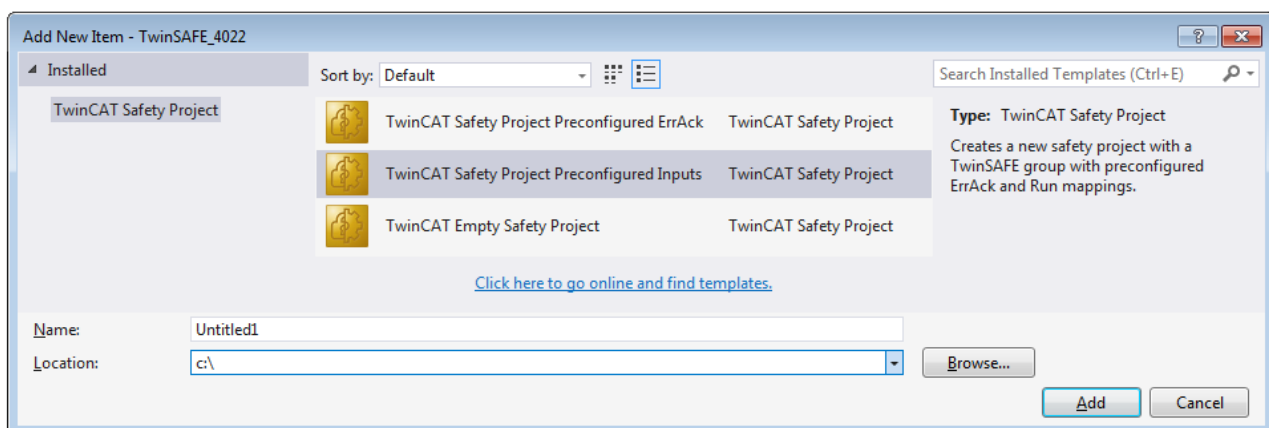 Add New Item - TwinSAFE_4022
Installed
TwinCAT Safety Project
Sort by: Default
TwinCAT Safety Project Preconfigured ErrAck TwinCAT Safety Project
TwinCAT Safety Project Preconfigured Inputs TwinCAT Safety Project
TwinCAT Empty Safety Project TwinCAT Safety Project
Click here to go online and find templates.
Search Installed Templates (Ctrl+E)
Type: TwinCAT Safety Project
Creates a new safety project with a
TwinSAFE group with preconfigured
ErrAck and Run mappings.
Name: Untitled1
Location: c:\
Browse...
Add Cancel